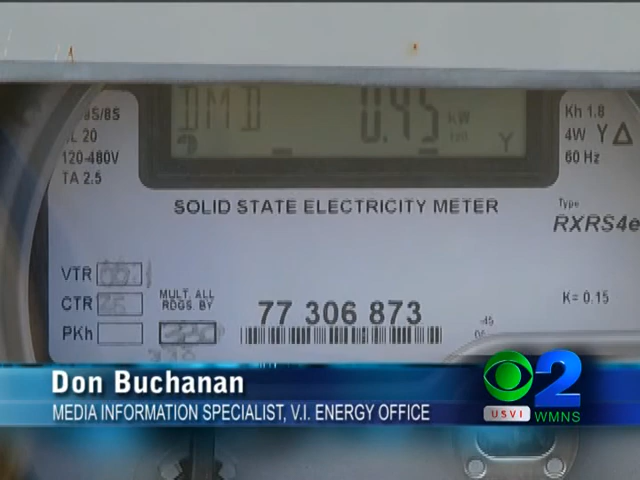 DMD 0.45 kW
Y
S/8S
20
120-480V
TA 2.5
Kh 1.8
4W Y Δ
60 Hz
SOLID STATE ELECTRICITY METER
Type
RXRS4e
VTR
CTR
PKh
MULT. ALL
RDGS. BY
K= 0.15
77 306 873
Don Buchanan
MEDIA INFORMATION SPECIALIST, V.I. ENERGY OFFICE
2
USVI WMNS